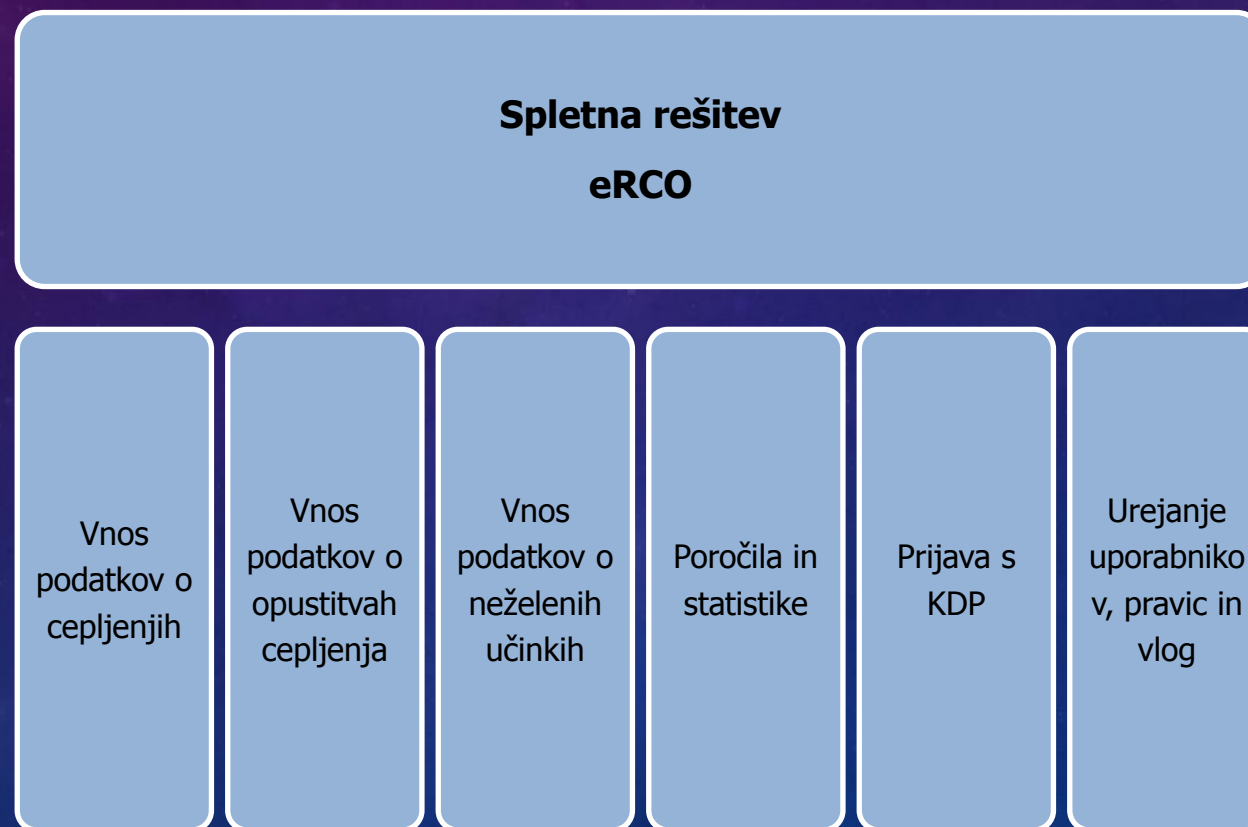 Spletna rešitev
eRCO
Vnos
podatkov o
cepljenjih
Vnos
podatkov o
opustitvah
cepljenja
Vnos
podatkov o
neželenih
učinkih
Poročila in
statistike
Prijava s
KDP
Urejanje
uporabniko
v, pravic in
vlog